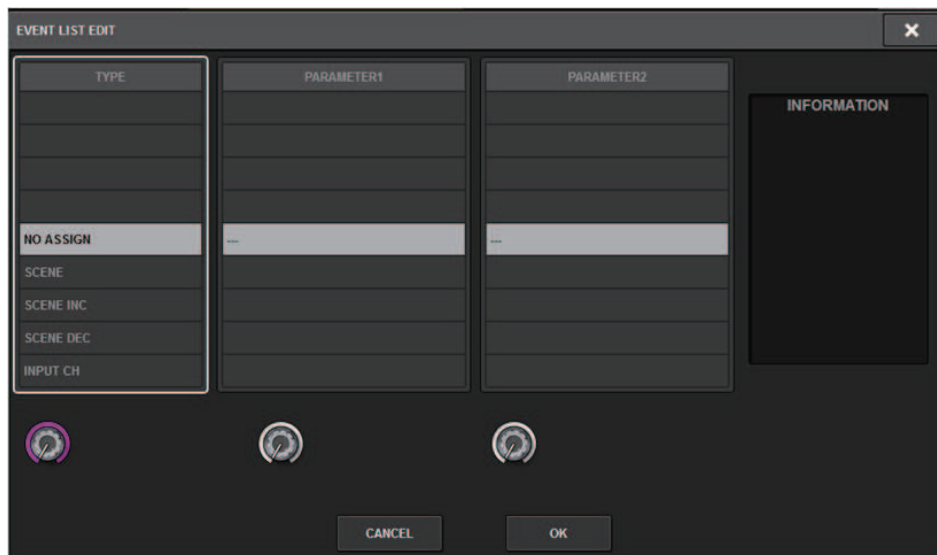 EVENT LIST EDIT
TYPE
PARAMETER1
PARAMETER2
INFORMATION
NO ASSIGN
---
---
SCENE
SCENE INC
SCENE DEC
INPUT CH
CANCEL
OK